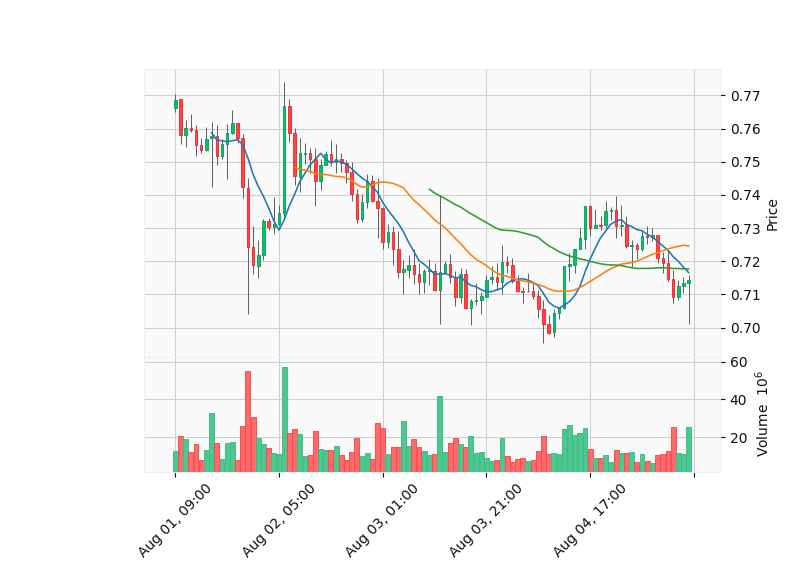 0.77
0.76
0.75
0.74
0.73
0.72
0.71
0.70
Price
60
40
20
Volume 10^6
Aug 01, 09:00
Aug 02, 05:00
Aug 03, 01:00
Aug 03, 21:00
Aug 04, 17:00